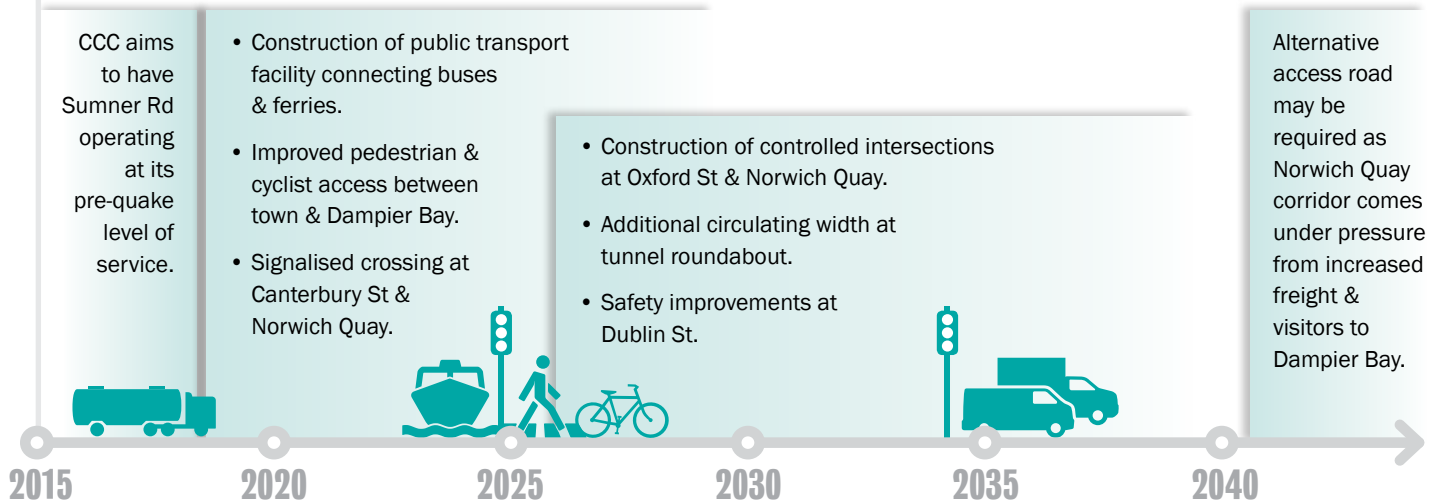 CCC aims
to have
Sumner Rd
operating
at its
pre-quake
level of
service.
• Construction of public transport
facility connecting buses
& ferries.
• Improved pedestrian &
cyclist access between
town & Dampier Bay.
• Signalised crossing at
Canterbury St &
Norwich Quay.
• Construction of controlled intersections
at Oxford St & Norwich Quay.
• Additional circulating width at
tunnel roundabout.
• Safety improvements at
Dublin St.
Alternative
access road
may be
required as
Norwich Quay
corridor comes
under pressure
from increased
freight &
visitors to
Dampier Bay.
2015 2020 2025 2030 2035 2040